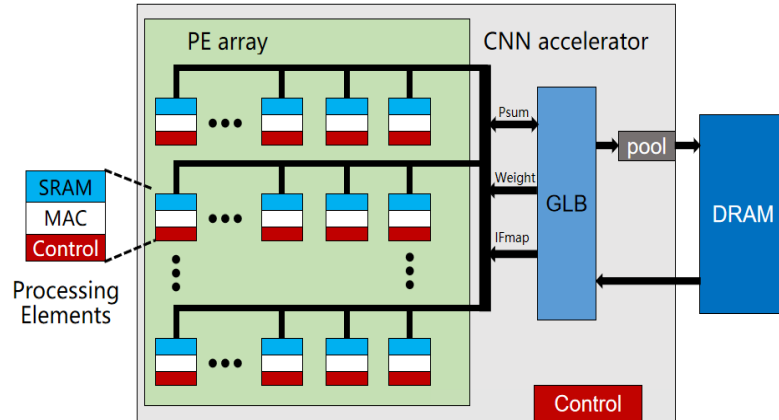 PE array
CNN accelerator
Psum
pool
SRAM
Weight
MAC
GLB
DRAM
Control
IFmap
Processing
Elements
Control